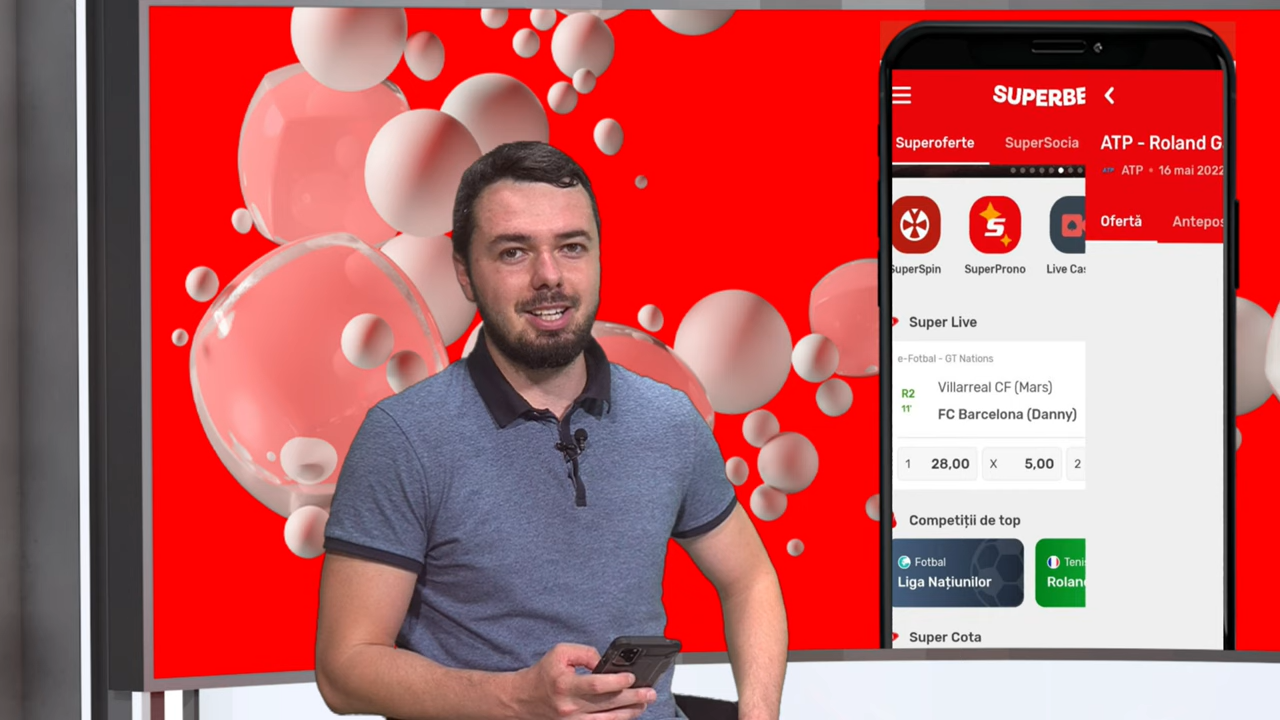 SUPERBE
Superoferte SuperSocia
SuperSpin SuperProno Live Cas
Super Live
e-Fotbal - GT Nations
R2
11'
Villarreal CF (Mars)
FC Barcelona (Danny)
1 28,00 X 5,00 2
Competiții de top
Fotbal
Liga Națiunilor
Teni
Rolan
Super Cota
ATP - Roland G
ATP • 16 mai 2022
Ofertă Antepos